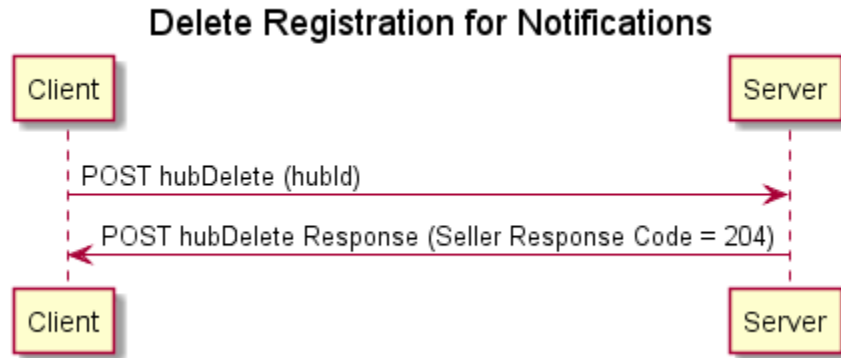 Delete Registration for Notifications
Client Server
POST hubDelete (hubId)
POST hubDelete Response (Seller Response Code = 204)
Client Server